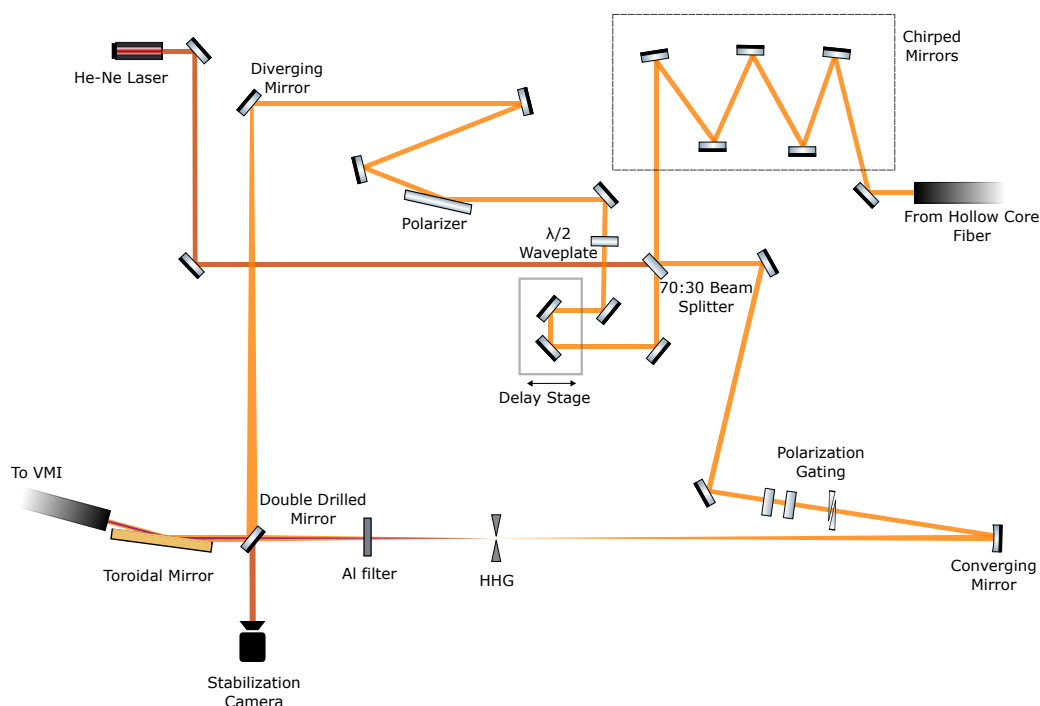 He-Ne Laser
Diverging
Mirror
Chirped
Mirrors
Polarizer
λ/2
Waveplate
From Hollow Core
Fiber
70:30 Beam
Splitter
Delay Stage
To VMI
Double Drilled
Mirror
Polarization
Gating
Toroidal Mirror
Al filter
HHG
Converging
Mirror
Stabilization
Camera